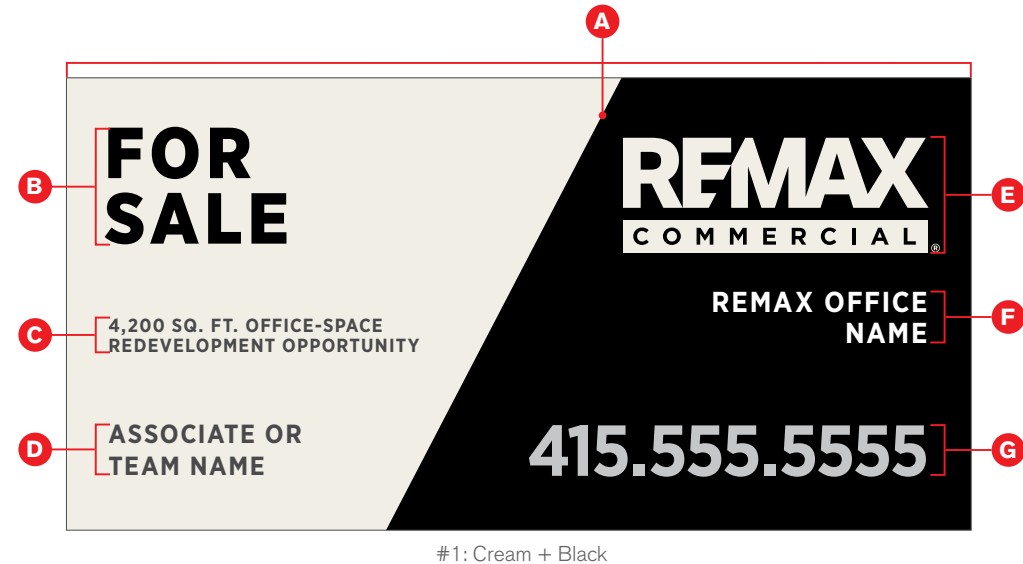 A
FOR
SALE
B
REMAX
COMMERCIAL®
E
REMAX OFFICE
NAME
F
4,200 SQ. FT. OFFICE-SPACE
REDEVELOPMENT OPPORTUNITY
C
ASSOCIATE OR
TEAM NAME
D
415.555.5555
G
#1: Cream + Black